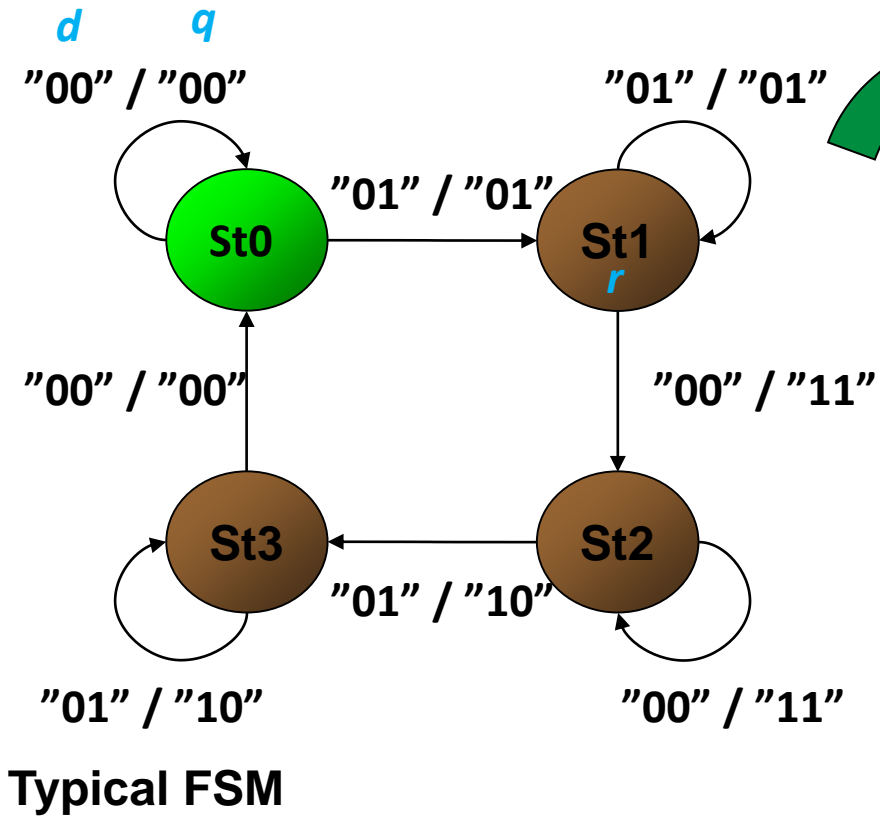 d q
”00” / ”00”
”01” / ”01”
”01” / ”01”
St0
St1
r
”00” / ”00”
”00” / ”11”
St3
St2
”01” / ”10”
”01” / ”10”
”00” / ”11”
Typical FSM